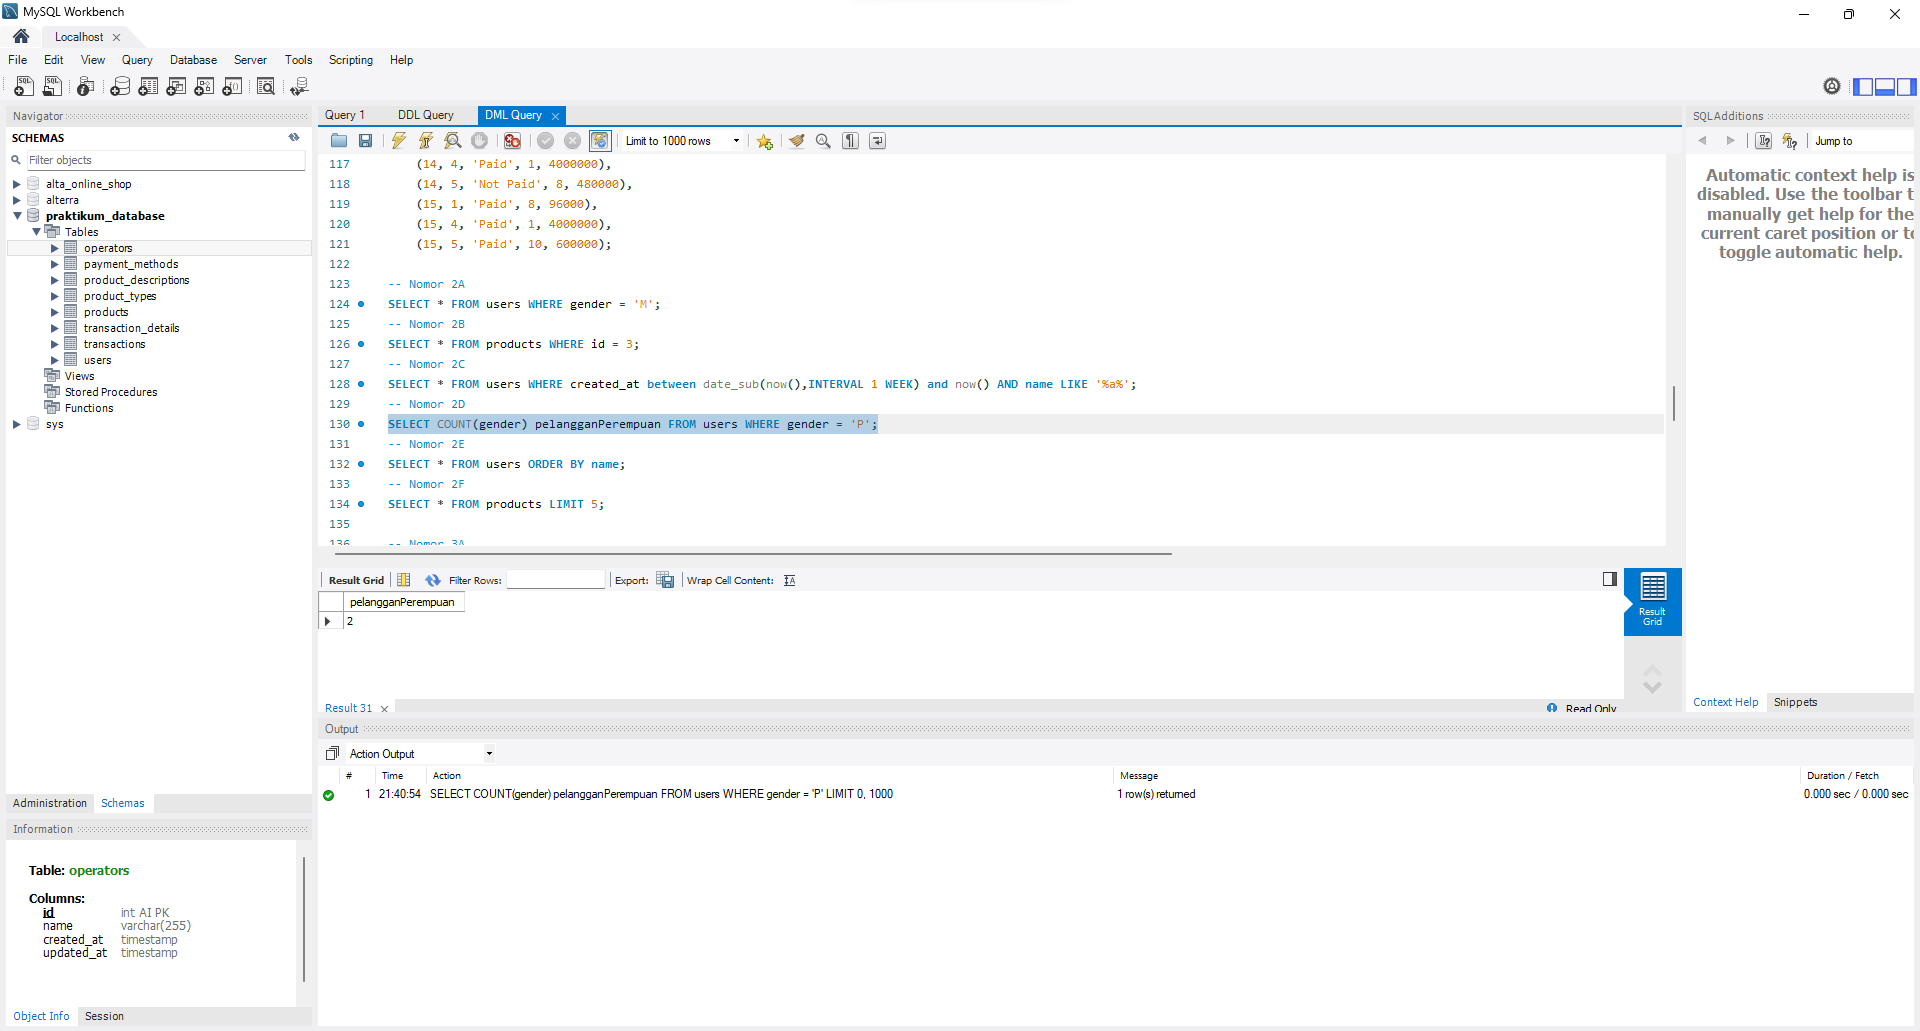 MySQL Workbench
Localhost
File Edit View Query Database Server Tools Scripting Help
Navigator
SCHEMAS
Filter objects
alta_online_shop
alterra
praktikum_database
Tables
operators
payment_methods
product_descriptions
product_types
products
transaction_details
transactions
users
Views
Stored Procedures
Functions
sys
Administration Schemas
Information
Table: operators
Columns:
id int AI PK
name varchar(255)
created_at timestamp
updated_at timestamp
Object Info Session
Query 1 DDL Query DML Query
Limit to 1000 rows
117 (14, 4, 'Paid', 1, 4000000),
118 (14, 5, 'Not Paid', 8, 480000),
119 (15, 1, 'Paid', 8, 96000),
120 (15, 4, 'Paid', 1, 4000000),
121 (15, 5, 'Paid', 10, 600000);
122
123 -- Nomor 2A
124 SELECT * FROM users WHERE gender = 'M';
125 -- Nomor 2B
126 SELECT * FROM products WHERE id = 3;
127 -- Nomor 2C
128 SELECT * FROM users WHERE created_at between date_sub(now(),INTERVAL 1 WEEK) and now() AND name LIKE '%a%';
129 -- Nomor 2D
130 SELECT COUNT(gender) pelangganPerempuan FROM users WHERE gender = 'P';
131 -- Nomor 2E
132 SELECT * FROM users ORDER BY name;
133 -- Nomor 2F
134 SELECT * FROM products LIMIT 5;
135
136 -- Nomor 3A
Result Grid Filter Rows: Export: Wrap Cell Content:
pelangganPerempuan
2
Result
Grid
Result 31 Read Only
Output
Action Output
# Time Action Message Duration / Fetch
1 21:40:54 SELECT COUNT(gender) pelangganPerempuan FROM users WHERE gender = 'P' LIMIT 0, 1000 1 row(s) returned 0.000 sec / 0.000 sec
SQLAdditions
Jump to
Automatic context help is
disabled. Use the toolbar t
manually get help for the
current caret position or to
toggle automatic help.
Context Help Snippets